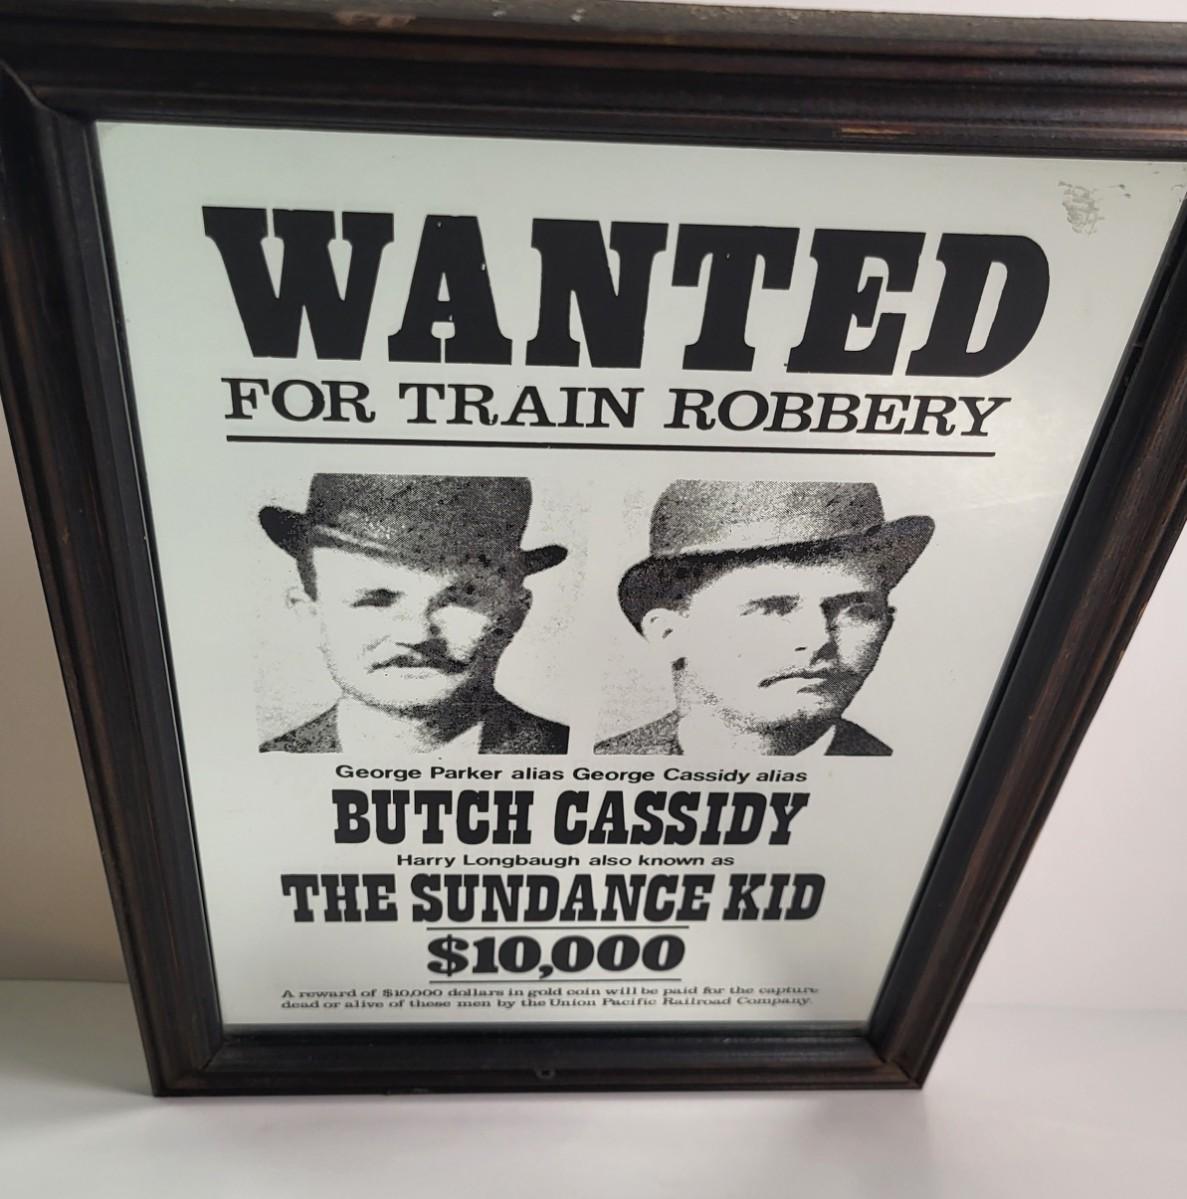 WANTED
FOR TRAIN ROBBERY
George Parker alias George Cassidy alias
BUTCH CASSIDY
Harry Longbaugh also known as
THE SUNDANCE KID
$10,000
A reward of $10,000 dollars in gold coin will be paid for the capture
dead or alive of these men by the Union Pacific Railroad Company.